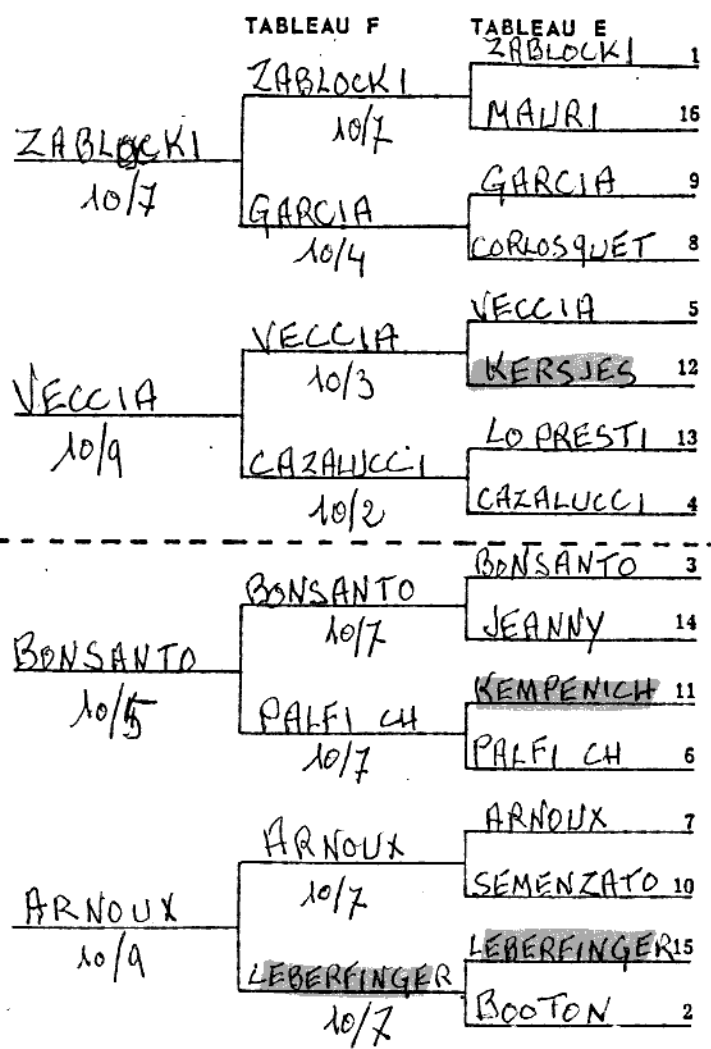 TABLEAU F TABLEAU E
ZABLOCKI 1
ZABLOCKI
10/7
MAURI 16
ZABLOCKI
10/7
GARCIA 9
GARCIA
10/4
CORLOSQUET 8
VECCIA 5
VECCIA
10/3
KERSJES 12
VECCIA
10/9
LO PRESTI 13
CAZALUCCI
10/2
CAZALUCCI 4
BONSANTO 3
BONSANTO
10/7
JEANNY 14
BONSANTO
10/5
KEMPENICH 11
PALFI CH
10/7
PALFI CH 6
ARNOUX 7
ARNOUX
10/7
SEMENZATO 10
ARNOUX
10/9
LEBERFINGER 15
LEBERFINGER
10/7
BOOTON 2